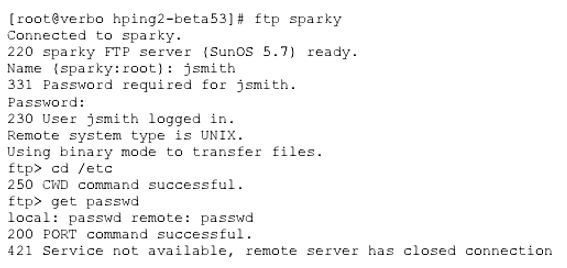 [root@verbo hping2-beta53]# ftp sparky
Connected to sparky.
220 sparky FTP server (SunOS 5.7) ready.
Name (sparky:root): jsmith
331 Password required for jsmith.
Password:
230 User jsmith logged in.
Remote system type is UNIX.
Using binary mode to transfer files.
ftp> cd /etc
250 CWD command successful.
ftp> get passwd
local: passwd remote: passwd
200 PORT command successful.
421 Service not available, remote server has closed connection